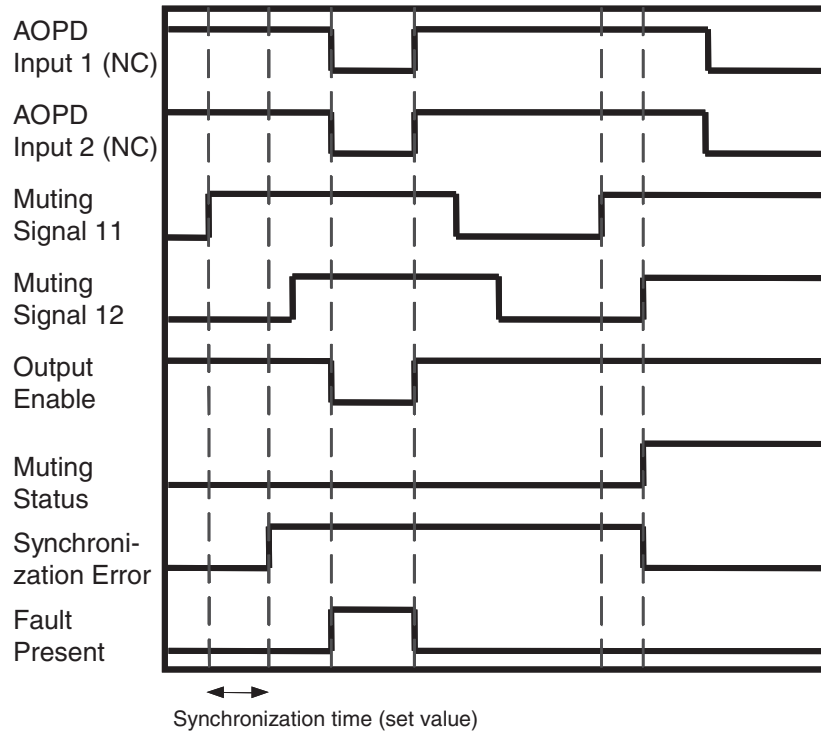 AOPD
Input 1 (NC)
AOPD
Input 2 (NC)
Muting
Signal 11
Muting
Signal 12
Output
Enable
Muting
Status
Synchroni-
zation Error
Fault
Present
Synchronization time (set value)